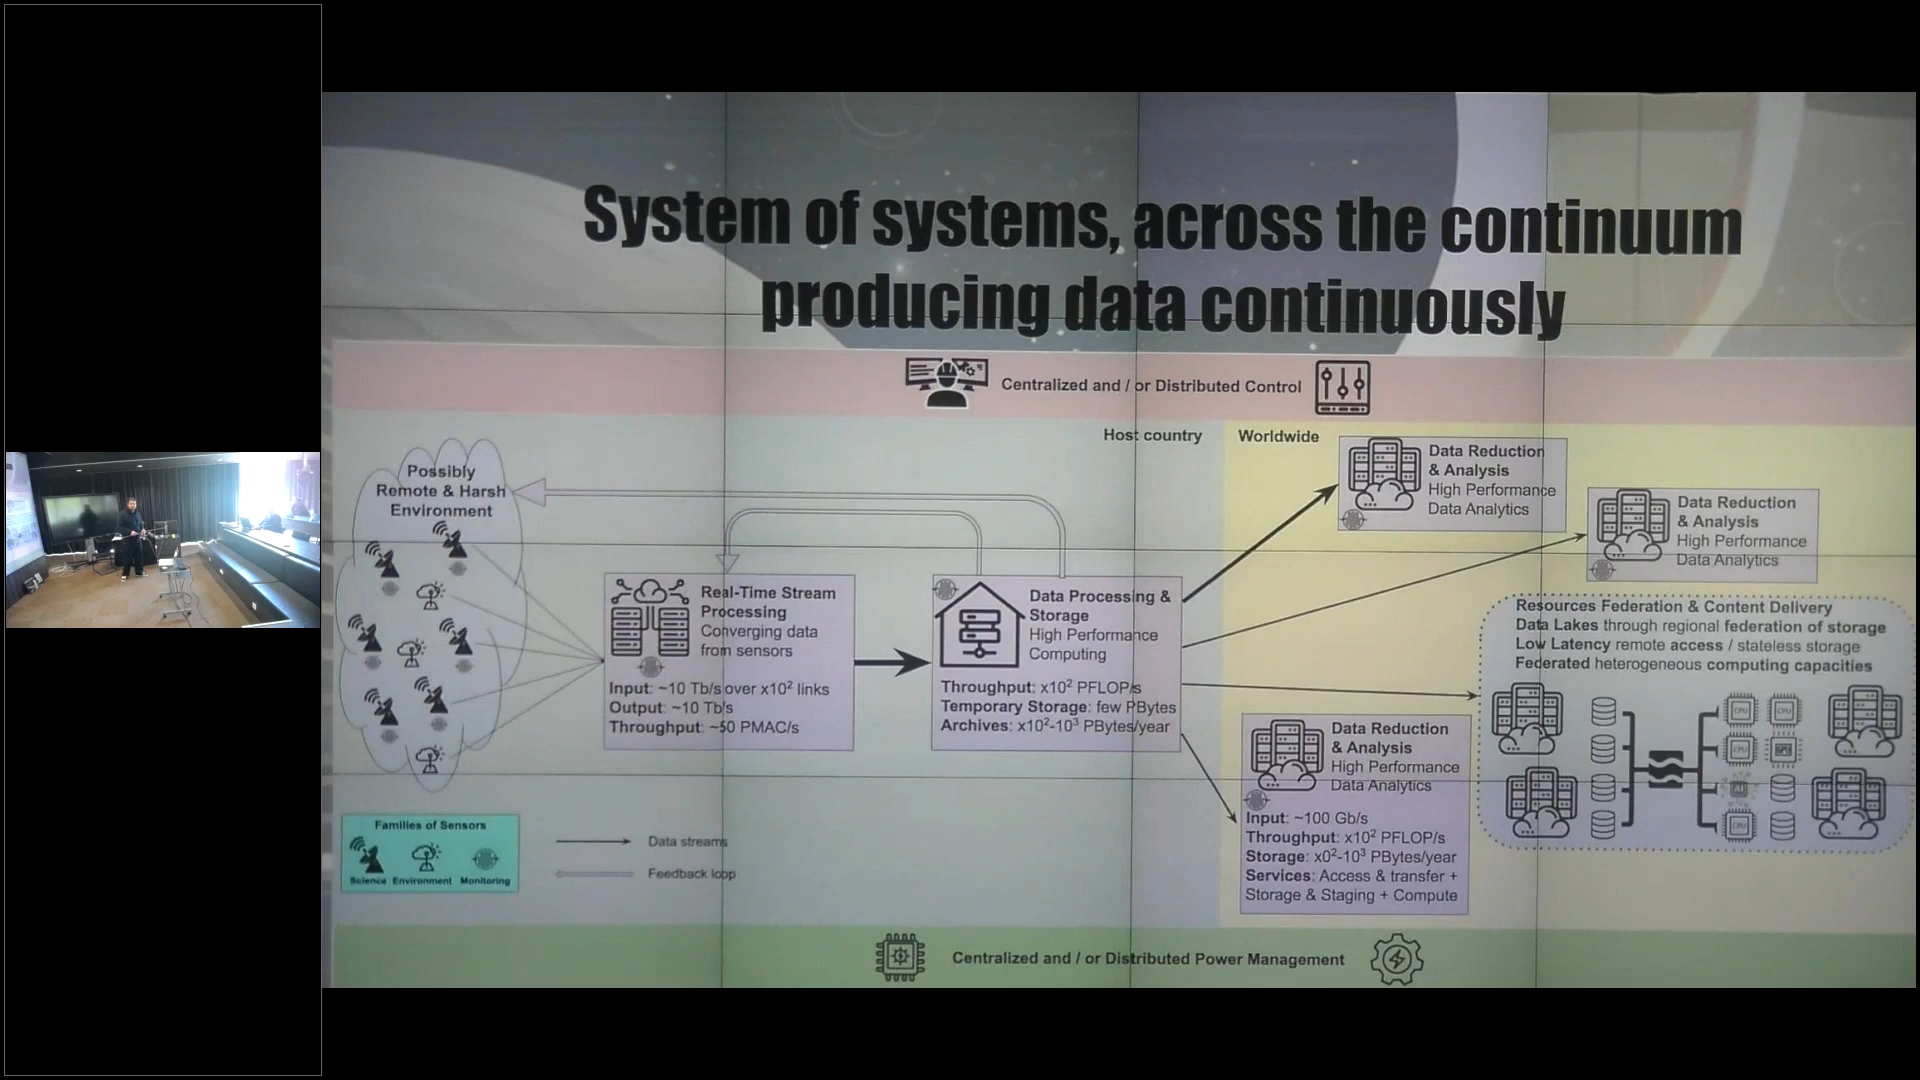 System of systems, across the continuum
producing data continuously
Centralized and / or Distributed Control
Host country
Worldwide
Possibly
Remote & Harsh
Environment
Real-Time Stream
Processing
Converging data
from sensors
Input: ~10 Tb/s over x10² links
Output: ~10 Tb/s
Throughput: ~50 PMAC/s
Data Processing &
Storage
High Performance
Computing
Throughput: x10² PFLOP/s
Temporary Storage: few PBytes
Archives: x10²-10³ PBytes/year
Data Reduction
& Analysis
High Performance
Data Analytics
Data Reduction
& Analysis
High Performance
Data Analytics
Resources Federation & Content Delivery
Data Lakes through regional federation of storage
Low Latency remote access / stateless storage
Federated heterogeneous computing capacities
CPU
CPU
CPU
GPU
AI
CPU
Data Reduction
& Analysis
High Performance
Data Analytics
Input: ~100 Gb/s
Throughput: x10² PFLOP/s
Storage: x0²-10³ PBytes/year
Services: Access & transfer +
Storage & Staging + Compute
Families of Sensors
Science Environment Monitoring
Data streams
Feedback loop
Centralized and / or Distributed Power Management